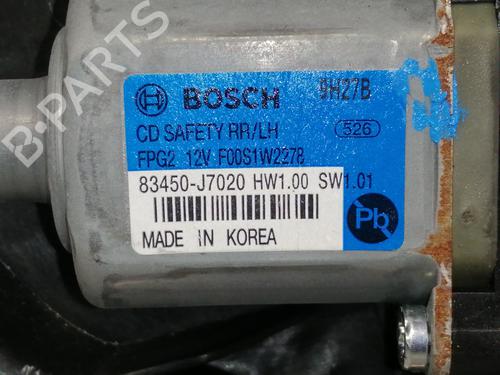 B-PARTS
BOSCH 9H27B
CD SAFETY RR/LH 526
FPG2 12V F00S1W2278
83450-J7020 HW1.00 SW1.01
Pb
MADE IN KOREA